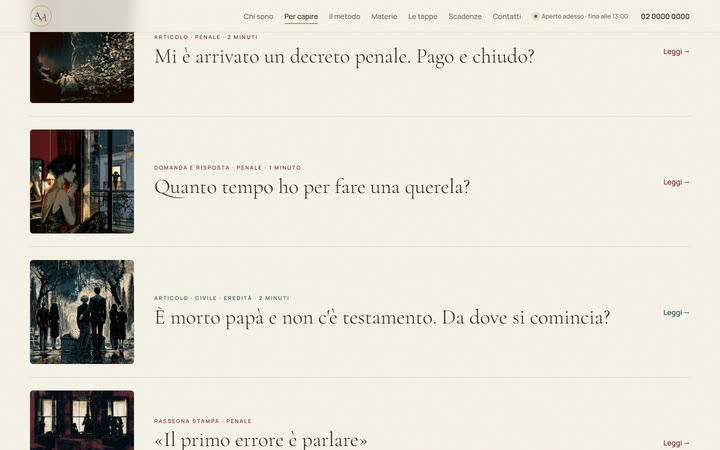 AA
Chi sono
Per capire
Il metodo
Materie
Le tappe
Scadenze
Contatti
Aperto adesso · fino alle 13:00
02 0000 0000
ARTICOLO · PENALE · 2 MINUTI
Mi è arrivato un decreto penale. Pago e chiudo?
Leggi →
DOMANDA E RISPOSTA · PENALE · 1 MINUTO
Quanto tempo ho per fare una querela?
Leggi →
ARTICOLO · CIVILE · EREDITÀ · 2 MINUTI
È morto papà e non c'è testamento. Da dove si comincia?
Leggi →
RASSEGNA STAMPA · PENALE
«Il primo errore è parlare»
Leggi →